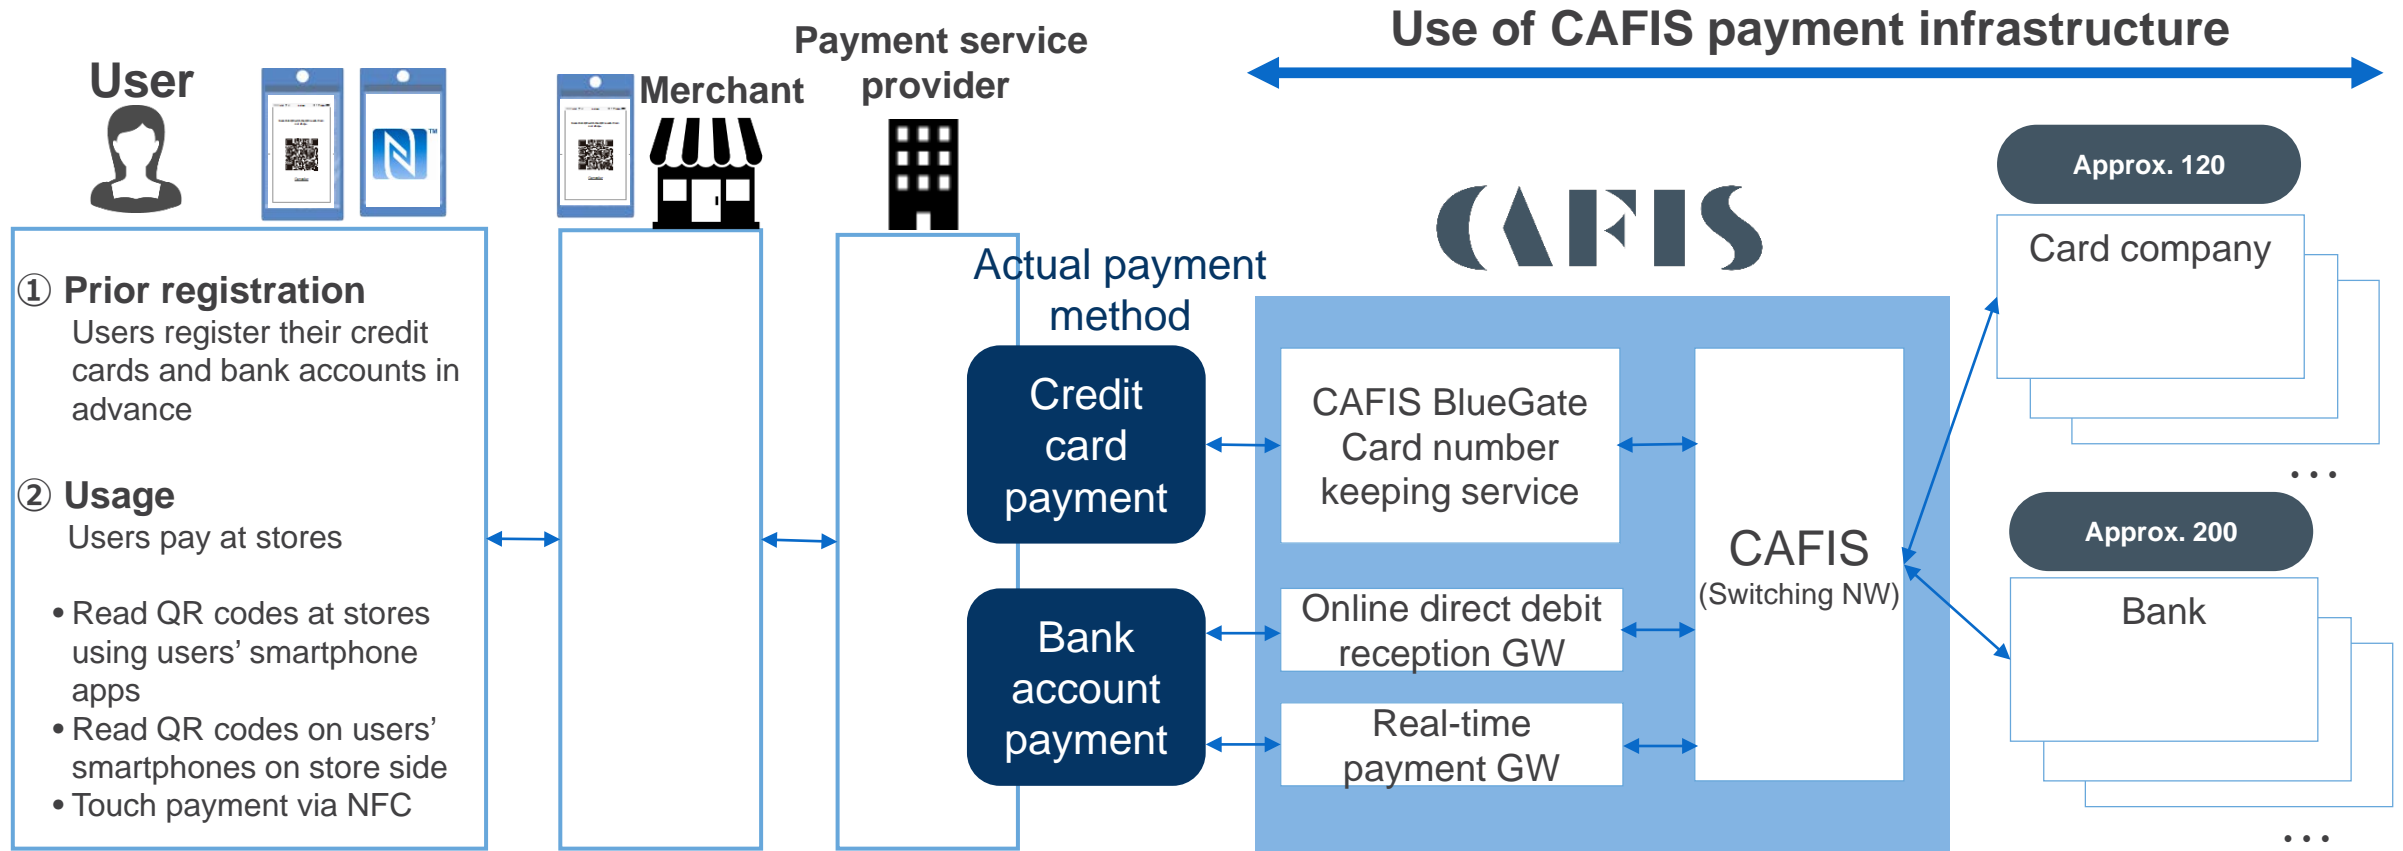 Use of CAFIS payment infrastructure
User
Merchant
Payment service
provider
CAFIS
Approx. 120
Card company
① Prior registration
Users register their credit
cards and bank accounts in
advance
② Usage
Users pay at stores
• Read QR codes at stores
using users’ smartphone
apps
• Read QR codes on users’
smartphones on store side
• Touch payment via NFC
Actual payment
method
Credit
card
payment
Bank
account
payment
CAFIS BlueGate
Card number
keeping service
Online direct debit
reception GW
Real-time
payment GW
CAFIS
(Switching NW)
...
Approx. 200
Bank
...